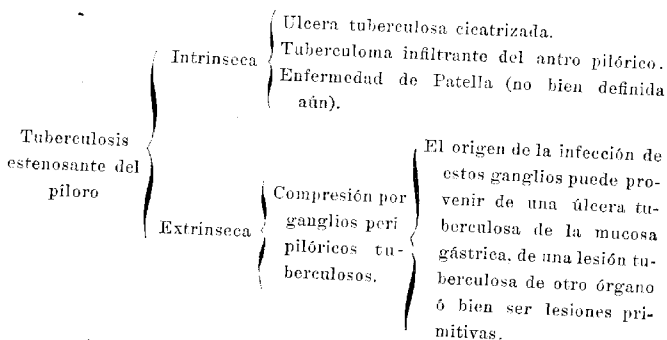 Tuberculosis
estenosante del
píloro
Intrinseca
Ulcera tuberculosa cicatrizada.
Tuberculoma infiltrante del antro pilórico.
Enfermedad de Patella (no bien definida
aún).
Extrinseca
Compresión por
ganglios peri
pilóricos tu-
berculosos.
El origen de la infección de
estos ganglios puede pro-
venir de una úlcera tu-
berculosa de la mucosa
gástrica, de una lesión tu-
berculosa de otro órgano
ó bien ser lesiones pri-
mitivas.